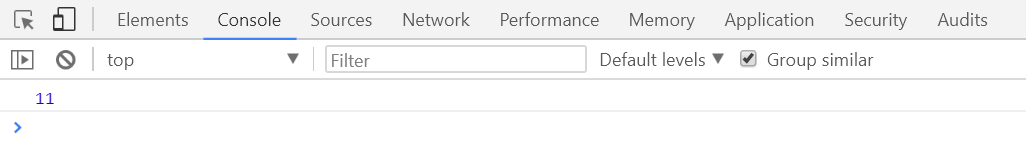 Elements Console Sources Network Performance Memory Application Security Audits
top Filter Default levels Group similar
11